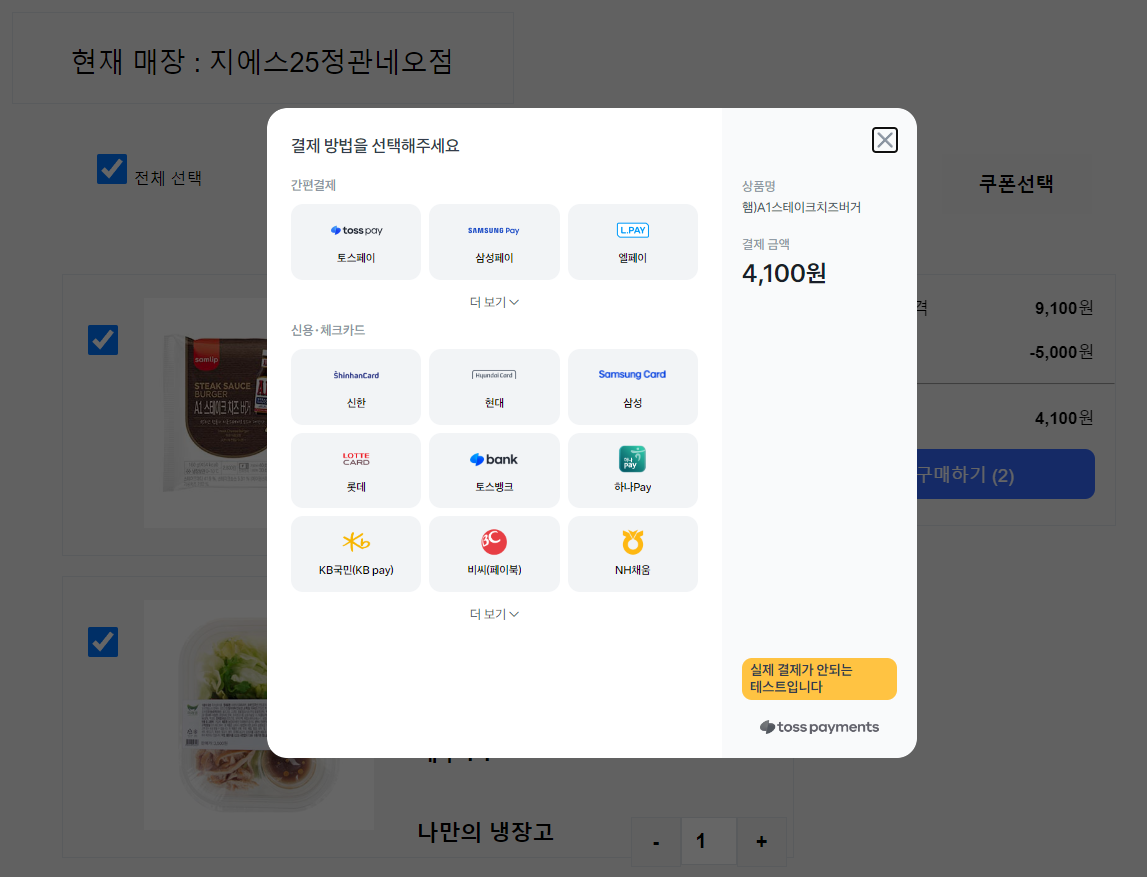 현재 매장 : 지에스25정관네오점
전체 선택
쿠폰선택
결제 방법을 선택해주세요
간편결제
toss pay
토스페이
SAMSUNG Pay
삼성페이
L.PAY
엘페이
더 보기
신용·체크카드
ShinhanCard
신한
Hyundai Card
현대
Samsung Card
삼성
LOTTE
CARD
롯데
bank
토스뱅크
하나
pay
하나Pay
Kb
KB국민(KB pay)
BC
비씨(페이북)
NH채움
더 보기
상품명
햄)A1스테이크치즈버거
결제 금액
4,100원
실제 결제가 안되는
테스트입니다
toss payments
격
9,100원
-5,000원
4,100원
구매하기 (2)
samlip
STEAK SAUCE
BURGER
A1 스테이크 치즈 버거
나만의 냉장고
-
1
+